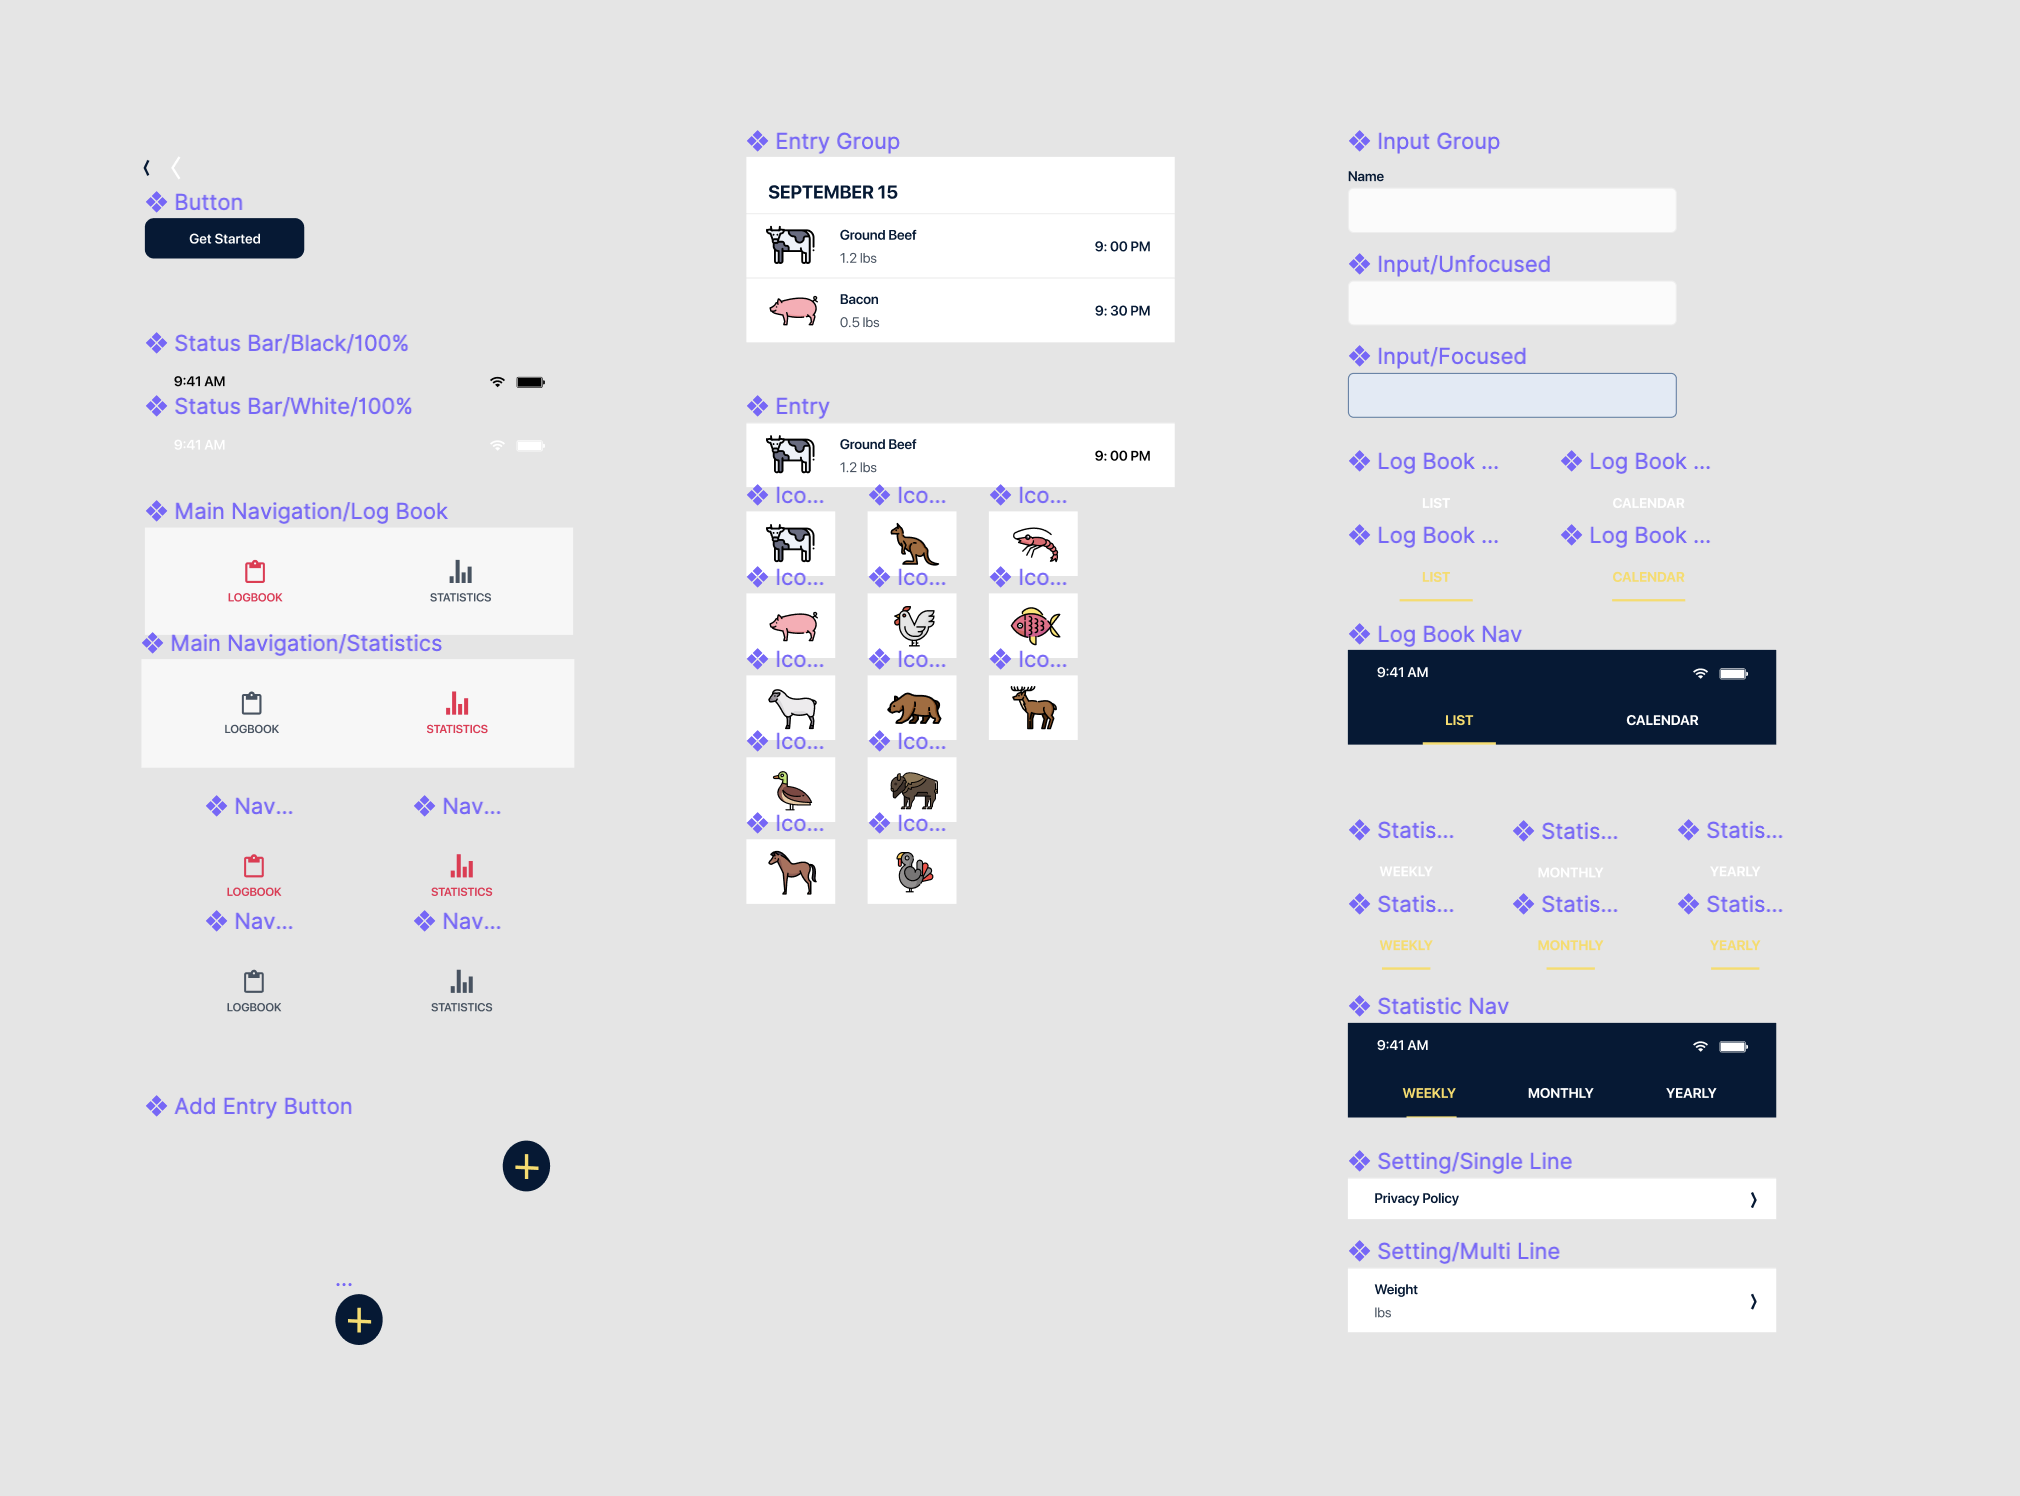 Button
Get Started
Status Bar/Black/100%
9:41 AM
Status Bar/White/100%
9:41 AM
Main Navigation/Log Book
LOGBOOK
STATISTICS
Main Navigation/Statistics
LOGBOOK
STATISTICS
Nav...
Nav...
LOGBOOK
STATISTICS
Nav...
Nav...
LOGBOOK
STATISTICS
Add Entry Button
...
Entry Group
SEPTEMBER 15
Ground Beef
1.2 lbs
9: 00 PM
Bacon
0.5 lbs
9: 30 PM
Entry
Ground Beef
1.2 lbs
9: 00 PM
Ico...
Ico...
Ico...
Ico...
Ico...
Ico...
Ico...
Ico...
Ico...
Ico...
Ico...
Ico...
Ico...
Input Group
Name
Input/Unfocused
Input/Focused
Log Book ...
Log Book ...
LIST
CALENDAR
Log Book ...
Log Book ...
LIST
CALENDAR
Log Book Nav
9:41 AM
LIST
CALENDAR
Statis...
Statis...
Statis...
WEEKLY
MONTHLY
YEARLY
Statis...
Statis...
Statis...
WEEKLY
MONTHLY
YEARLY
Statistic Nav
9:41 AM
WEEKLY
MONTHLY
YEARLY
Setting/Single Line
Privacy Policy
Setting/Multi Line
Weight
lbs